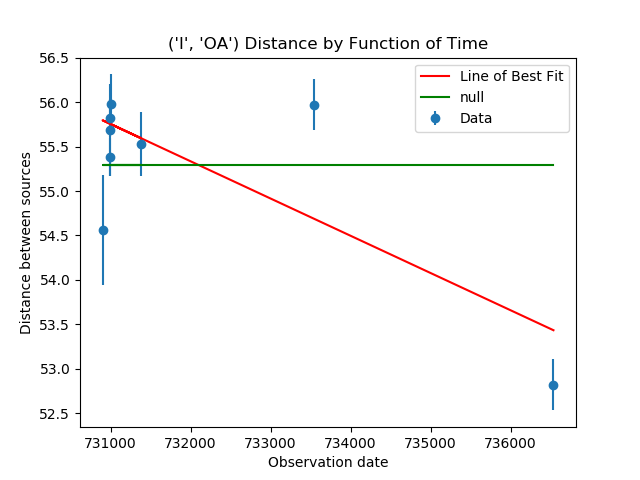 ('I', 'OA') Distance by Function of Time
Distance between sources
56.5
56.0
55.5
55.0
54.5
54.0
53.5
53.0
52.5
Line of Best Fit
null
Data
731000 732000 733000 734000 735000 736000
Observation date